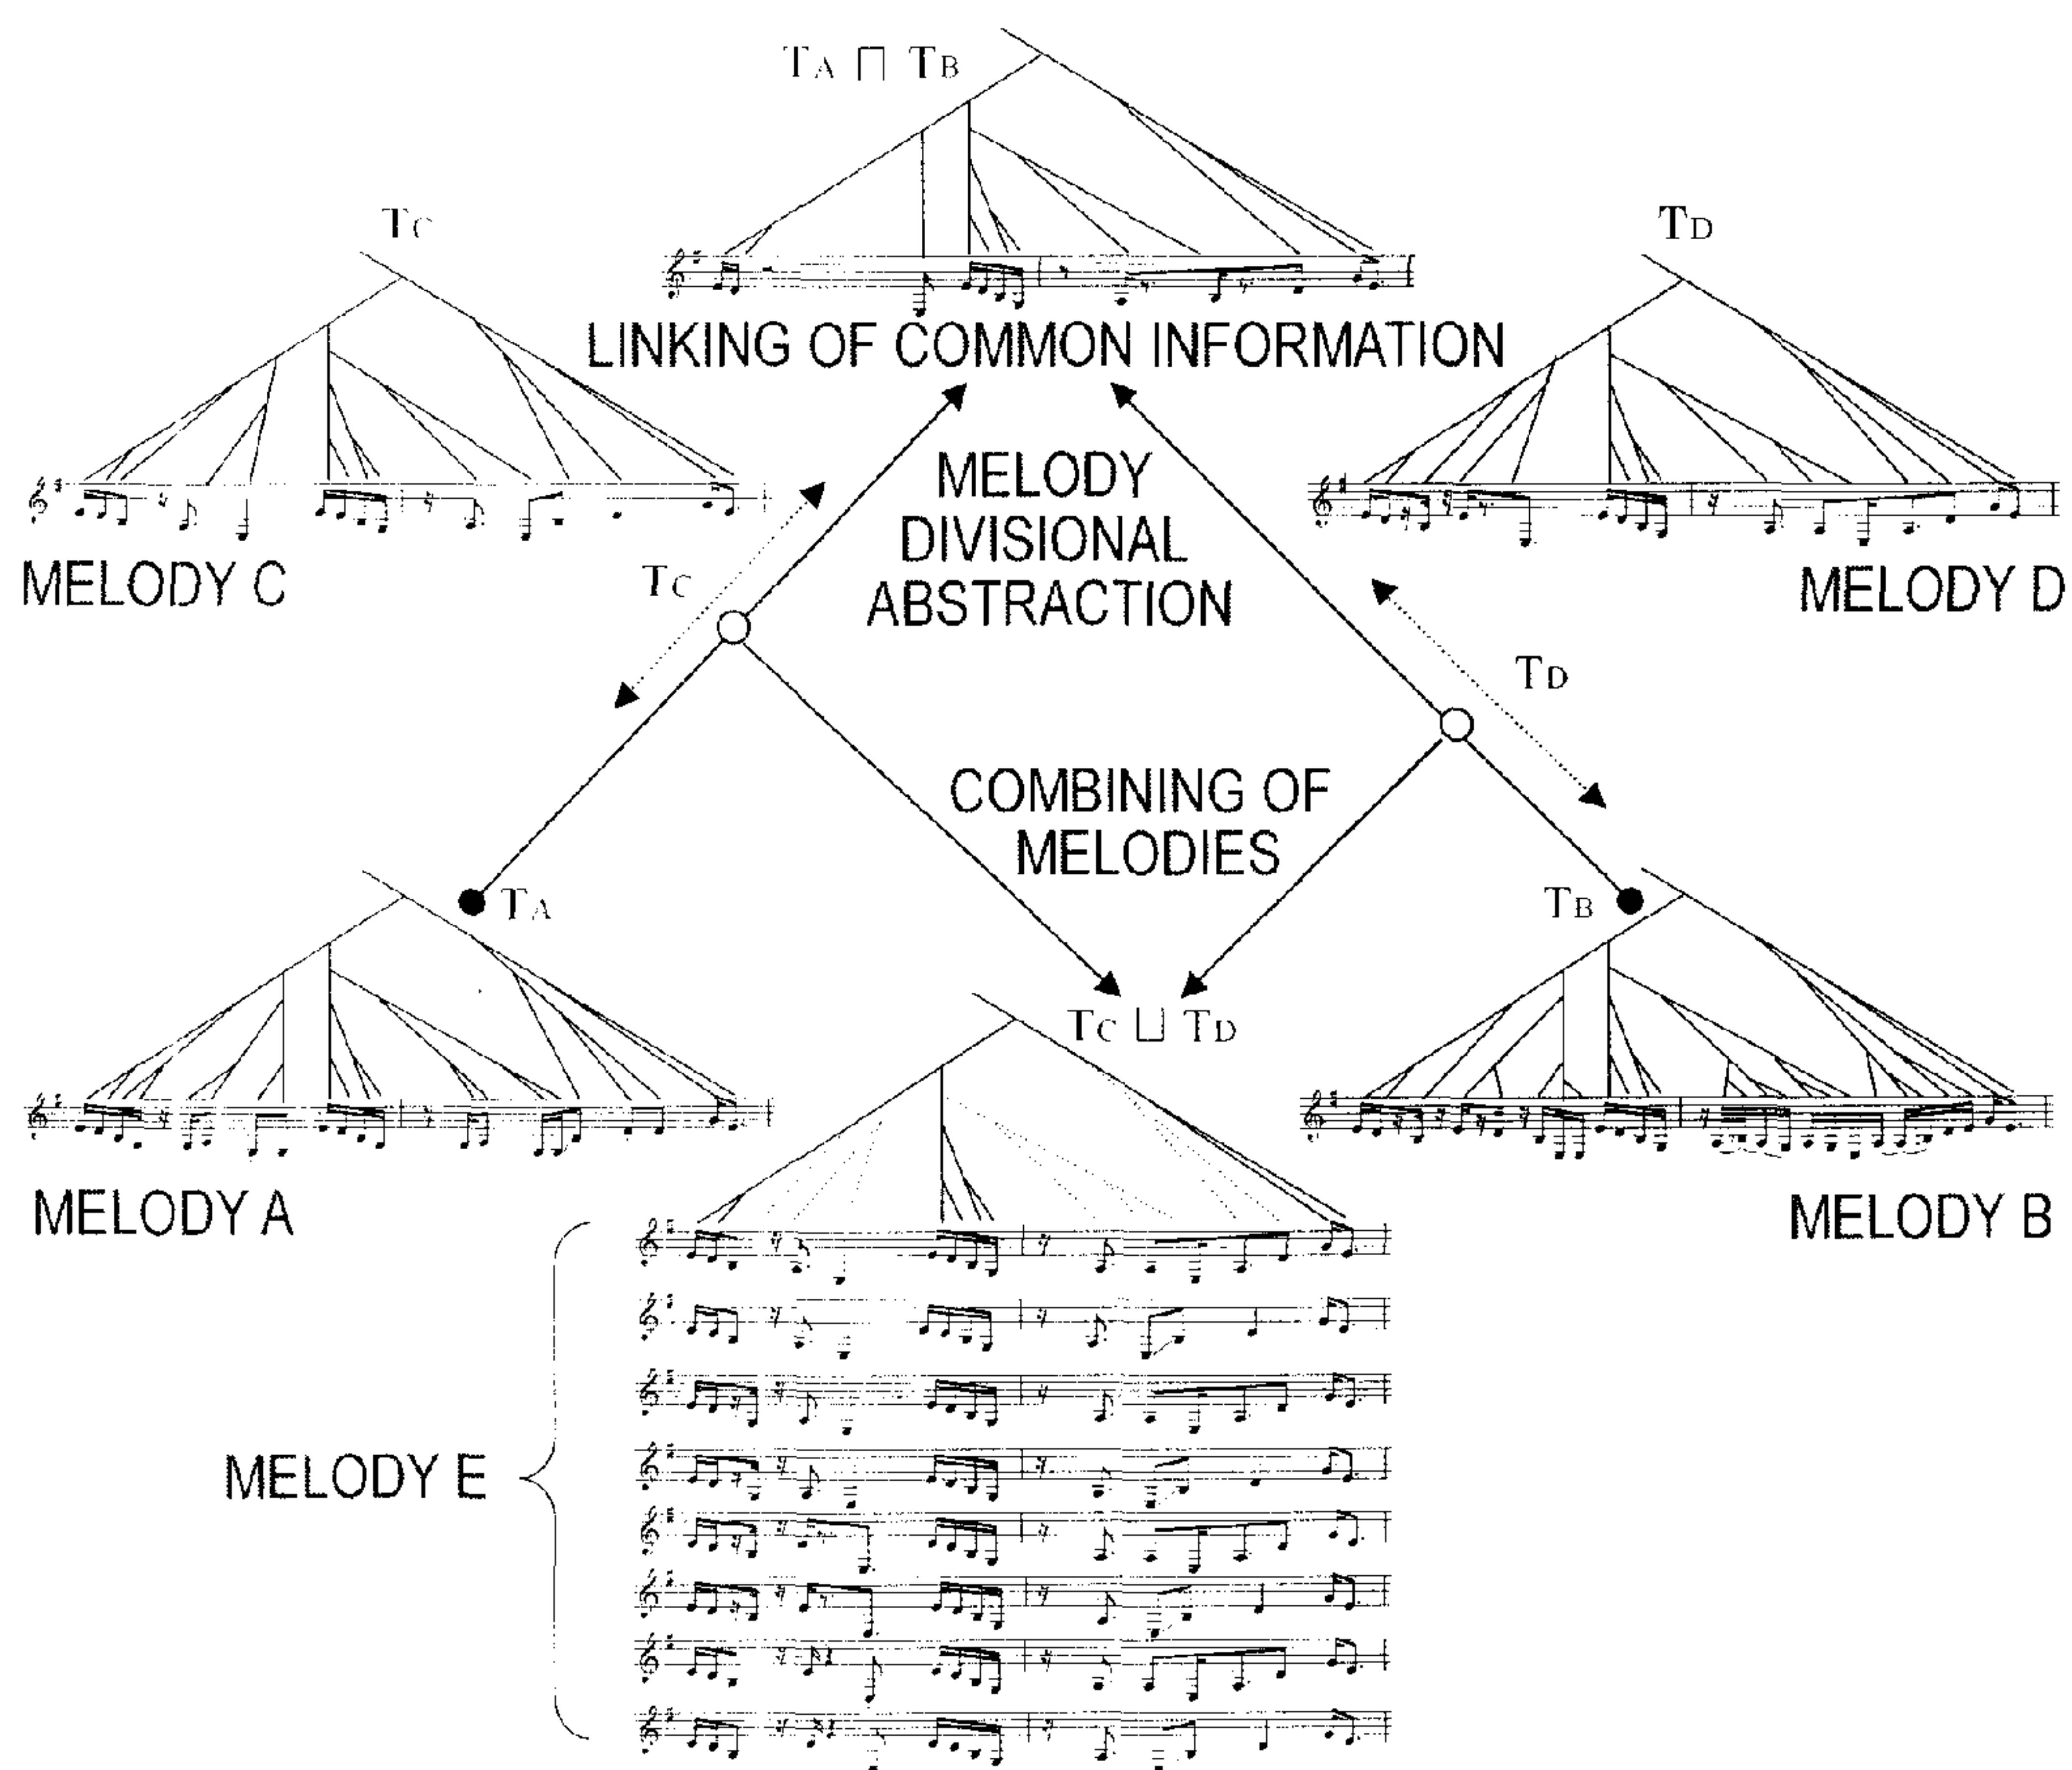 TA ⊓ TB
TC
TD
LINKING OF COMMON INFORMATION
MELODY
DIVISIONAL
ABSTRACTION
MELODY C
MELODY D
TC
TD
COMBINING OF
MELODIES
TA
TB
TC ⊔ TD
MELODY A
MELODY B
MELODY E